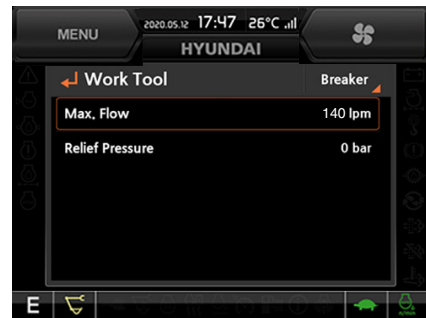 MENU
2020.05.12 17:47 26°C
HYUNDAI
Work Tool Breaker
Max. Flow 140 lpm
Relief Pressure 0 bar
E